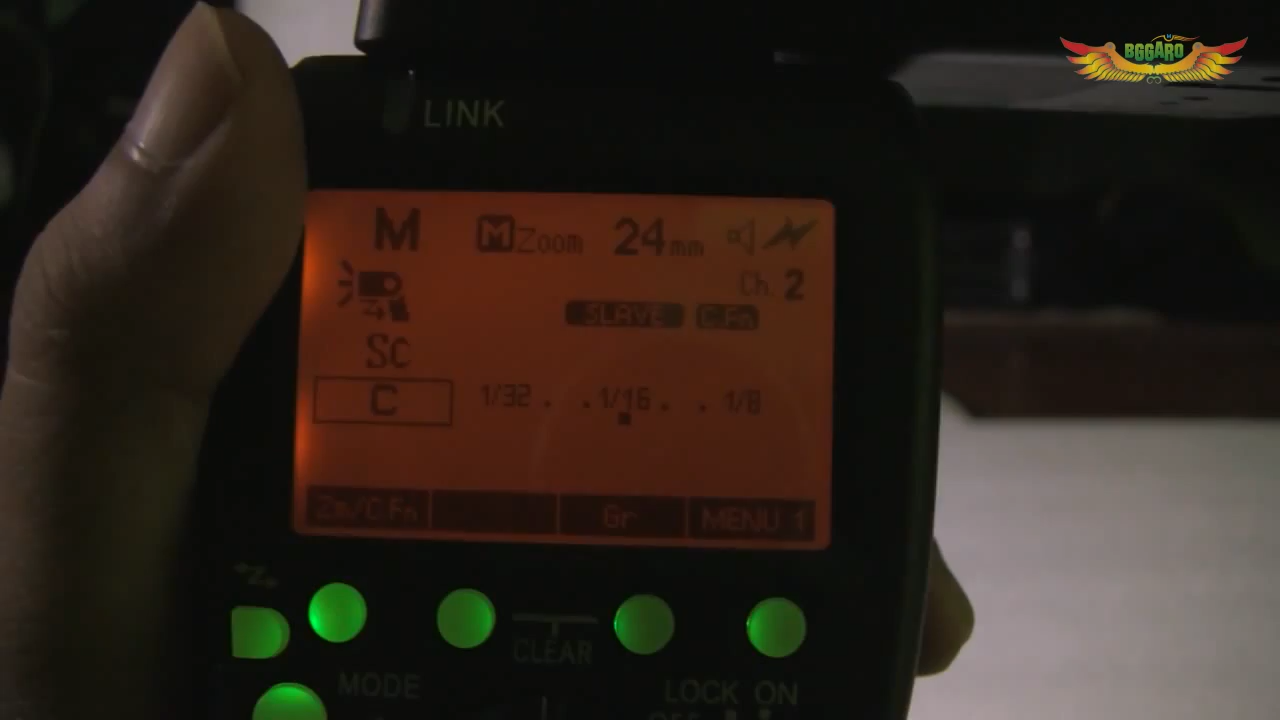 BGGARO
LINK
M M Zoom 24mm
Ch. 2
SLAVE C.Fn
SC
C 1/32 . . 1/16 . . 1/8
Zm/C.Fn Gr MENU 1
CLEAR
MODE LOCK ON